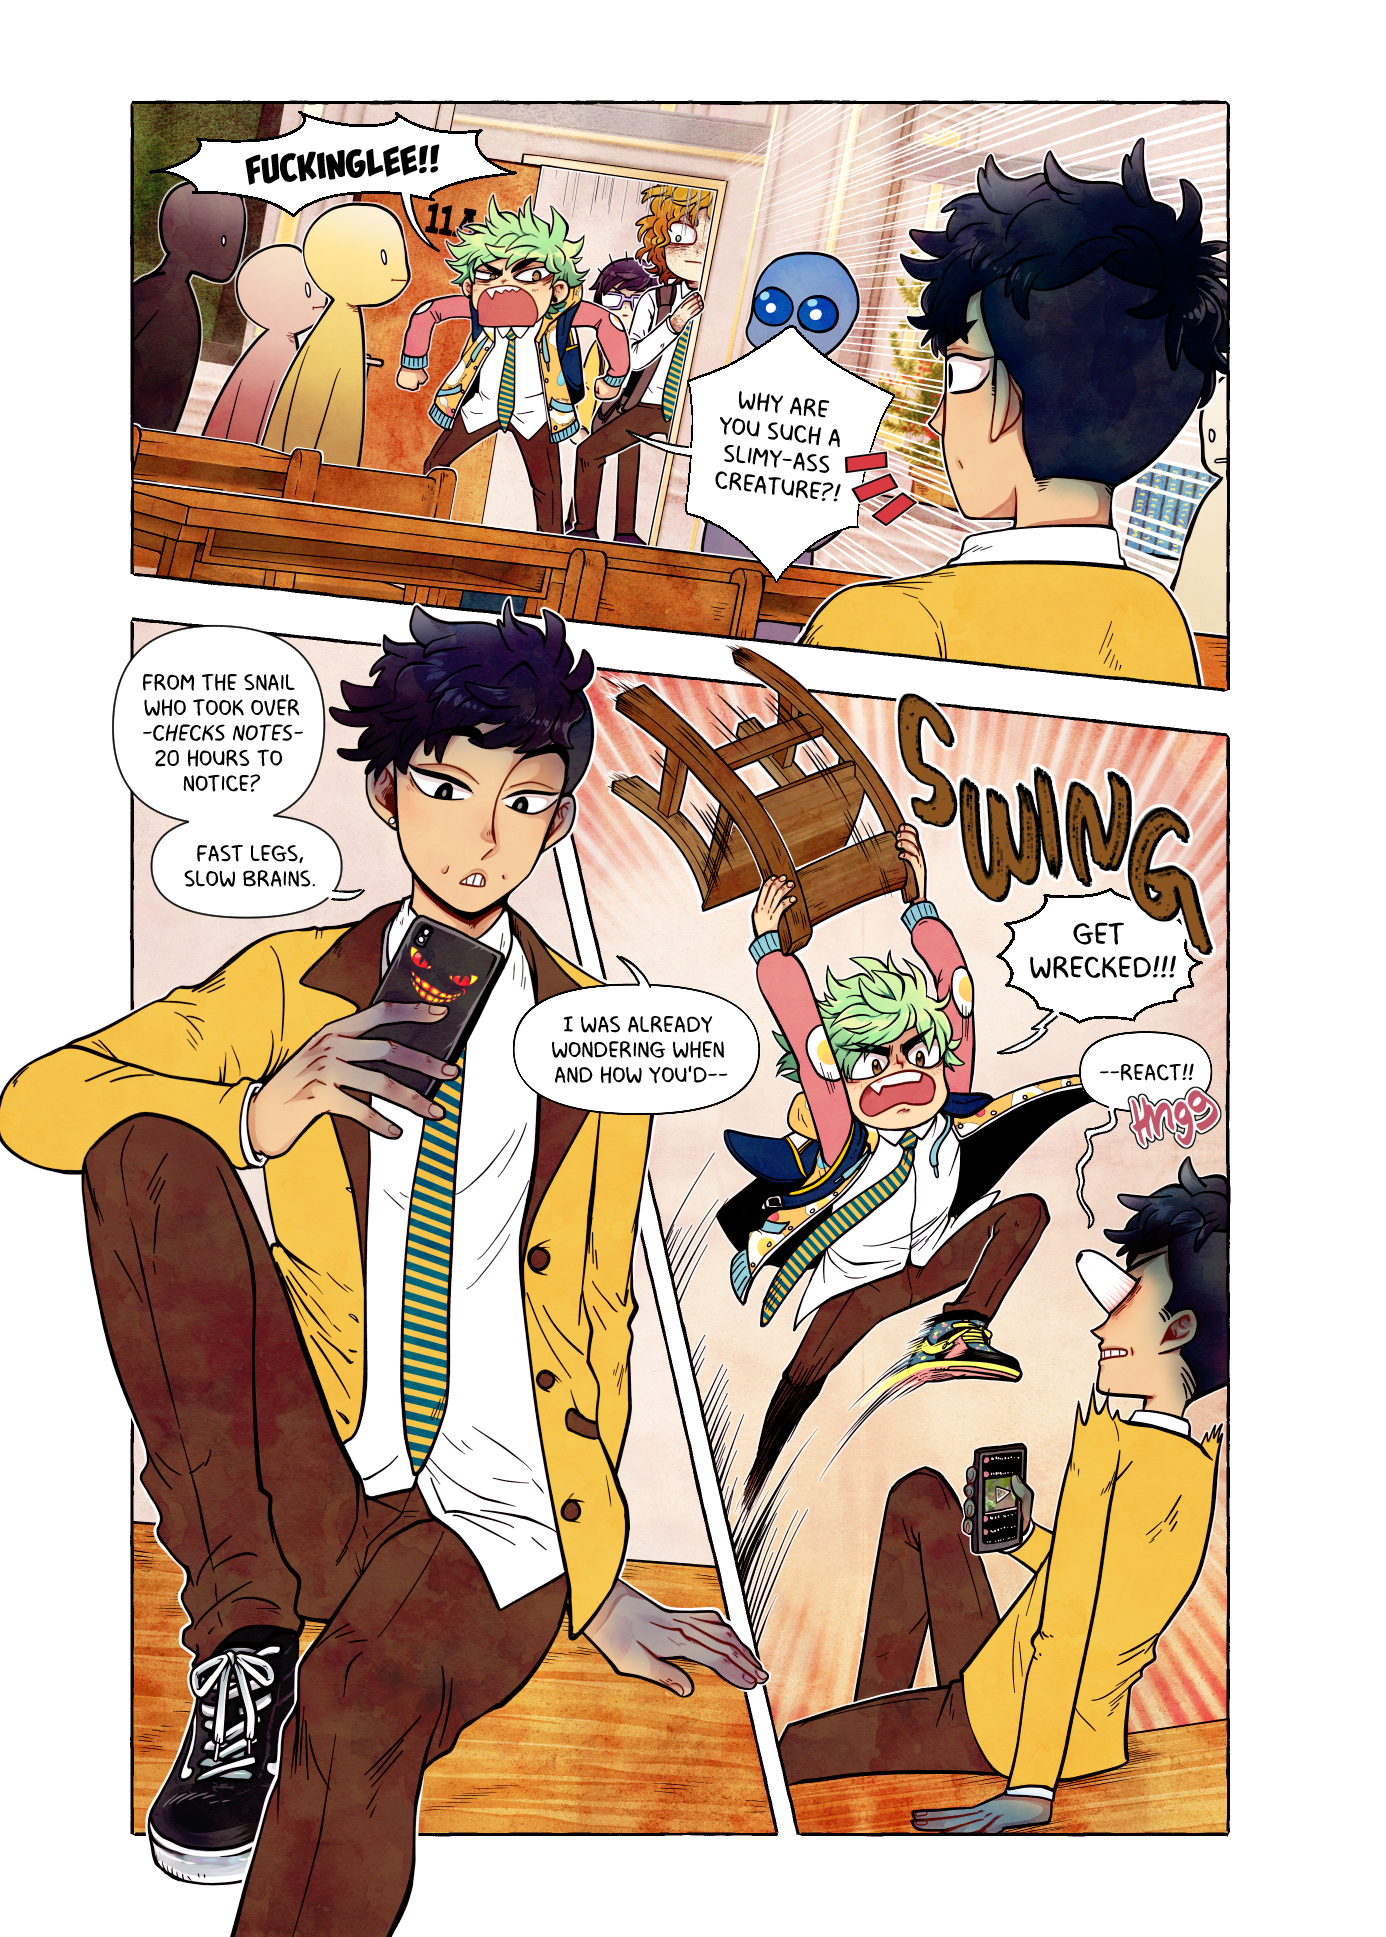 FUCKINGLEE!!
11A
WHY ARE
YOU SUCH A
SLIMY-ASS
CREATURE?!
FROM THE SNAIL
WHO TOOK OVER
-CHECKS NOTES-
20 HOURS TO
NOTICE?
FAST LEGS,
SLOW BRAINS.
I WAS ALREADY
WONDERING WHEN
AND HOW YOU'D--
SWING
GET
WRECKED!!!
--REACT!!
HNGG